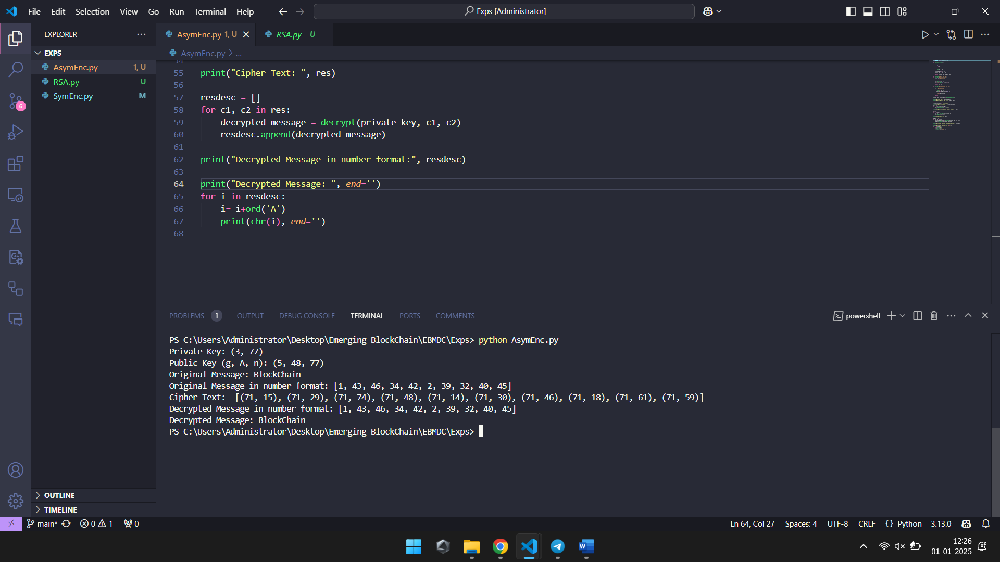 File Edit Selection View Go Run Terminal Help
Exps [Administrator]
EXPLORER
EXPS
AsymEnc.py 1, U
RSA.py U
SymEnc.py M
6
OUTLINE
TIMELINE
AsymEnc.py 1, U
RSA.py U
AsymEnc.py > ...
54
55 print("Cipher Text: ", res)
56
57 resdesc = []
58 for c1, c2 in res:
59 decrypted_message = decrypt(private_key, c1, c2)
60 resdesc.append(decrypted_message)
61
62 print("Decrypted Message in number format:", resdesc)
63
64 print("Decrypted Message: ", end='')
65 for i in resdesc:
66 i= i+ord('A')
67 print(chr(i), end='')
68
PROBLEMS 1 OUTPUT DEBUG CONSOLE TERMINAL PORTS COMMENTS
powershell
PS C:\Users\Administrator\Desktop\Emerging BlockChain\EBMDC\Exps> python AsymEnc.py
Private Key: (3, 77)
Public Key (g, A, n): (5, 48, 77)
Original Message: BlockChain
Original Message in number format: [1, 43, 46, 34, 42, 2, 39, 32, 40, 45]
Cipher Text:  [(71, 15), (71, 29), (71, 74), (71, 48), (71, 14), (71, 30), (71, 46), (71, 18), (71, 61), (71, 59)]
Decrypted Message in number format: [1, 43, 46, 34, 42, 2, 39, 32, 40, 45]
Decrypted Message: BlockChain
PS C:\Users\Administrator\Desktop\Emerging BlockChain\EBMDC\Exps>
main* 0 1 0
Ln 64, Col 27 Spaces: 4 UTF-8 CRLF {} Python 3.13.0
12:26
01-01-2025